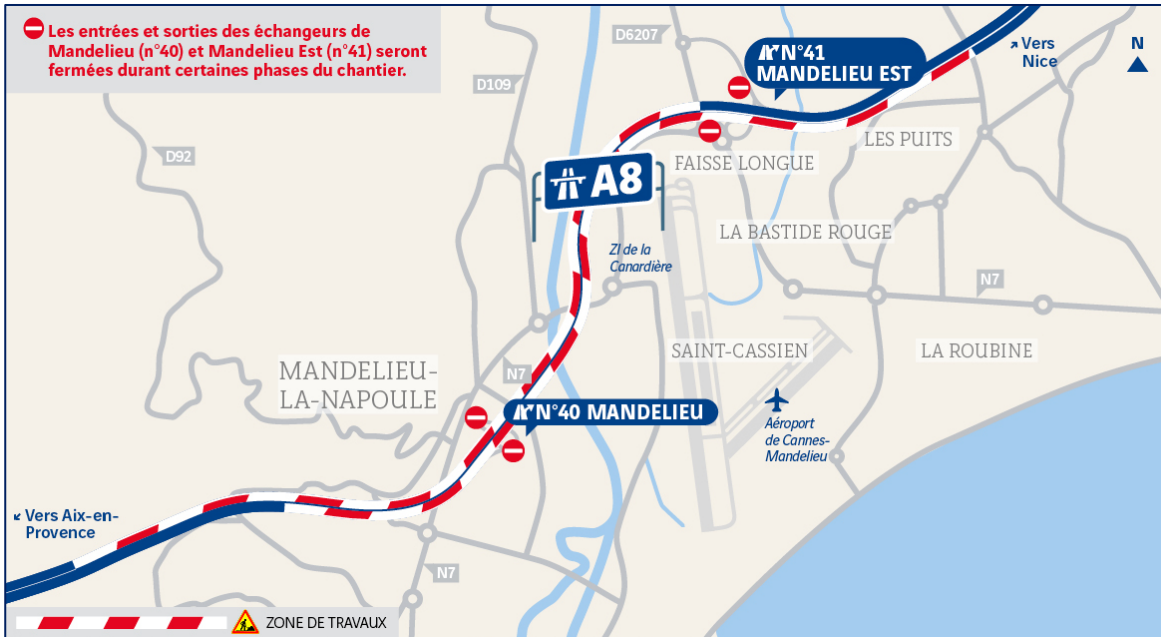 Les entrées et sorties des échangeurs de
Mandelieu (n°40) et Mandelieu Est (n°41) seront
fermées durant certaines phases du chantier.
D6207
N°41
MANDELIEU EST
Vers
Nice
N
D109
D92
LES PUITS
FAISSE LONGUE
A8
LA BASTIDE ROUGE
ZI de la
Canardière
N7
SAINT-CASSIEN
LA ROUBINE
MANDELIEU-
LA-NAPOULE
N7
N°40 MANDELIEU
Aéroport
de Cannes-
Mandelieu
Vers Aix-en-
Provence
N7
ZONE DE TRAVAUX